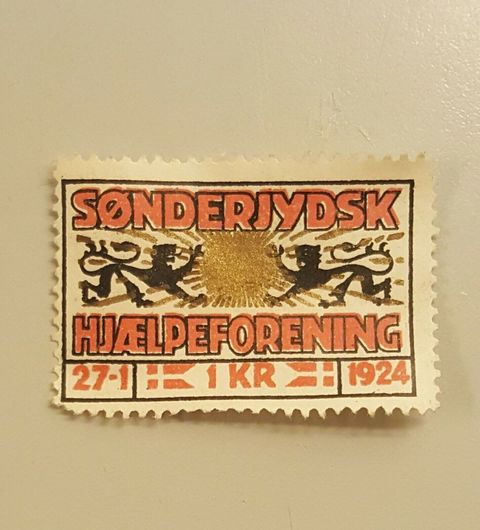 SØNDERJYDSK
HJÆLPEFORENING
27-1 1 KR 1924